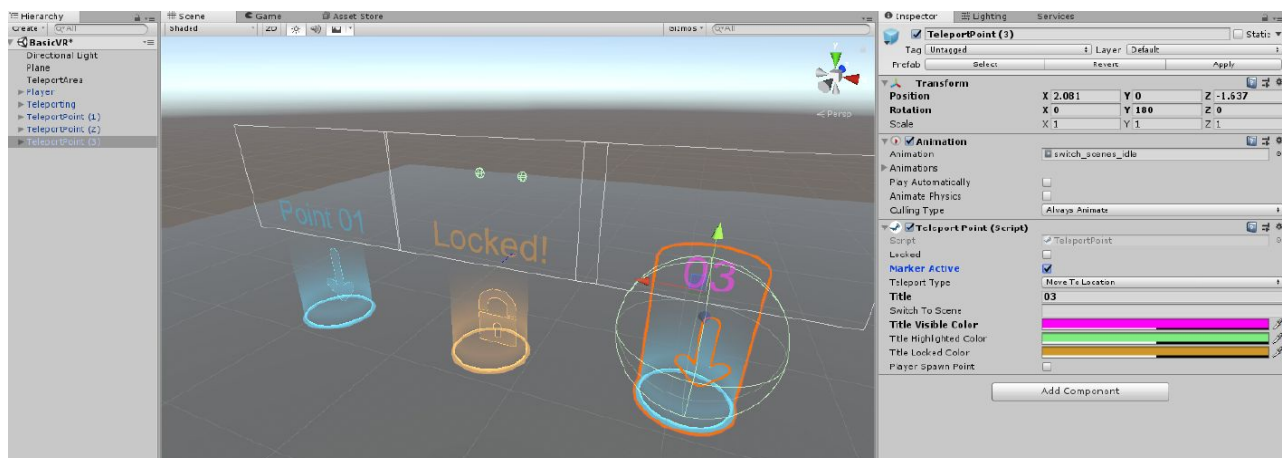 Hierarchy
Create
All
BasicVR*
Directional Light
Plane
TeleportArea
Player
Teleporting
TeleportPoint (1)
TeleportPoint (2)
TeleportPoint (3)
Scene
Game
Asset Store
Shaded
2D
Gizmos
All
y
Persp
Point 01
Locked!
03
Inspector
Lighting
Services
TeleportPoint (3)
Static
Tag Untagged
Layer Default
Prefab
Select
Revert
Apply
Transform
Position X 2.081 Y 0 Z -1.637
Rotation X 0 Y 180 Z 0
Scale X 1 Y 1 Z 1
Animation
Animation switch_scenes_idle
Animations
Play Automatically
Animate Physics
Culling Type Always Animate
Teleport Point (Script)
Script TeleportPoint
Locked
Marker Active
Teleport Type Move To Location
Title 03
Switch To Scene
Title Visible Color
Title Highlighted Color
Title Locked Color
Player Spawn Point
Add Component